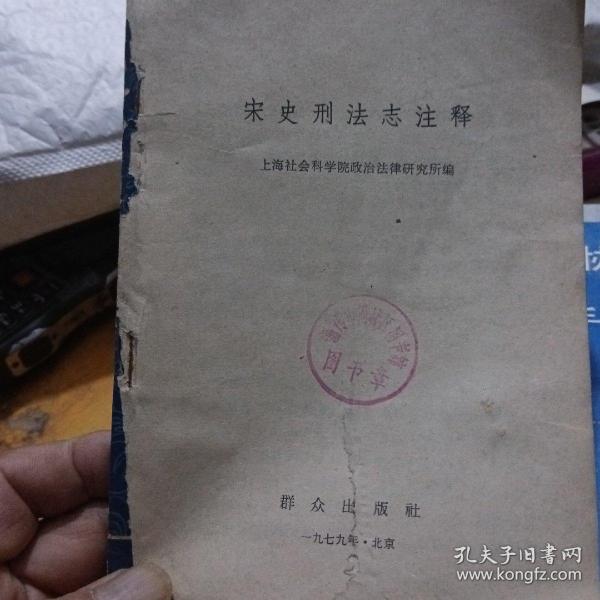 宋史刑法志注释
上海社会科学院政治法律研究所编
图书章
群众出版社
一九七九年·北京
孔夫子旧书网
www.kongfz.com